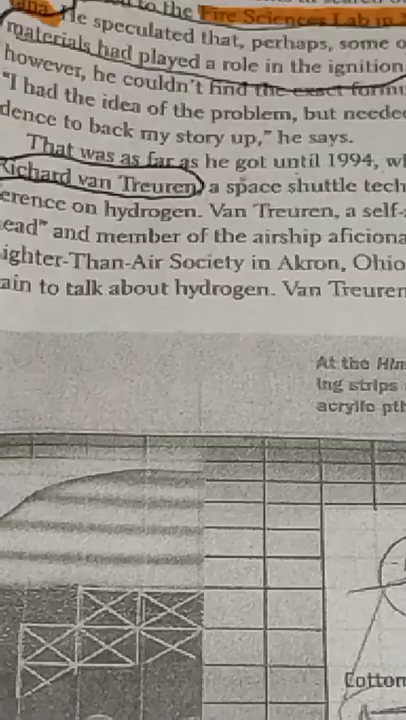 to the Fire Sciences Lab in
He speculated that, perhaps, some o
materials had played a role in the ignition
however, he couldn't find the exact formu
"I had the idea of the problem, but neede
dence to back my story up," he says.
That was as far as he got until 1994, w
Richard van Treuren, a space shuttle tech
erence on hydrogen. Van Treuren, a self-
ead" and member of the airship aficiona
ighter-Than-Air Society in Akron, Ohio
ain to talk about hydrogen. Van Treuren
At the Hin
ing strips
acrylic
Cotton